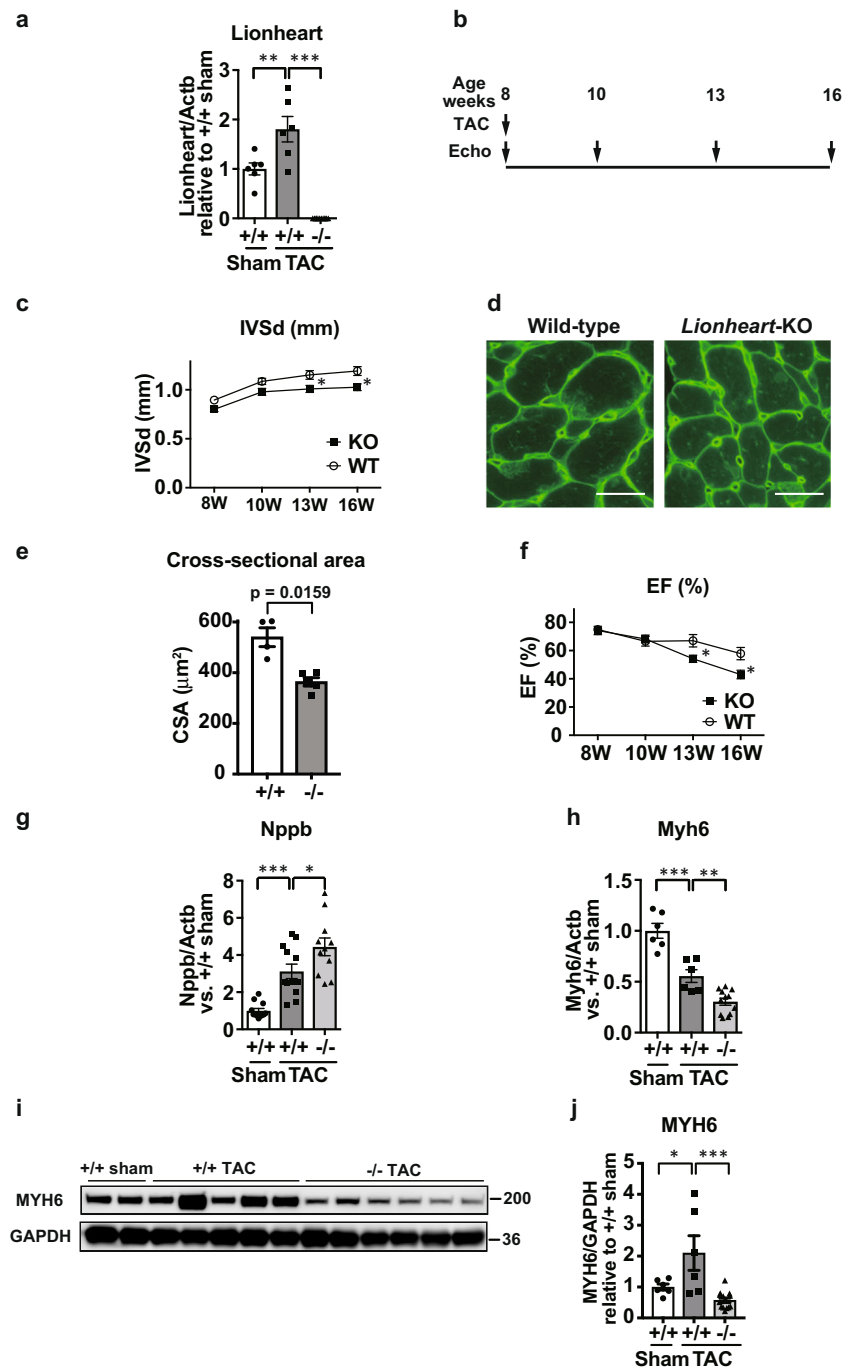 a
Lionheart
** ***
Lionheart/Actb
relative to +/+ sham
3
2
1
0
+/+ +/+ -/-
Sham TAC
b
Age
weeks
8 10 13 16
TAC
Echo
c
IVSd (mm)
IVSd (mm)
1.0
0.5
0.0
* *
KO
WT
8W 10W 13W 16W
d
Wild-type Lionheart-KO
e
Cross-sectional area
p = 0.0159
CSA (μm²)
600
400
200
0
+/+ -/-
f
EF (%)
EF (%)
80
60
40
20
0
* *
KO
WT
8W 10W 13W 16W
g
Nppb
*** *
Nppb/Actb
vs. +/+ sham
8
6
4
2
0
+/+ +/+ -/-
Sham TAC
h
Myh6
*** **
Myh6/Actb
vs. +/+ sham
1.5
1.0
0.5
0.0
+/+ +/+ -/-
Sham TAC
i
+/+ sham +/+ TAC -/- TAC
MYH6 200
GAPDH 36
j
MYH6
* ***
MYH6/GAPDH
relative to +/+ sham
5
4
3
2
1
0
+/+ +/+ -/-
Sham TAC